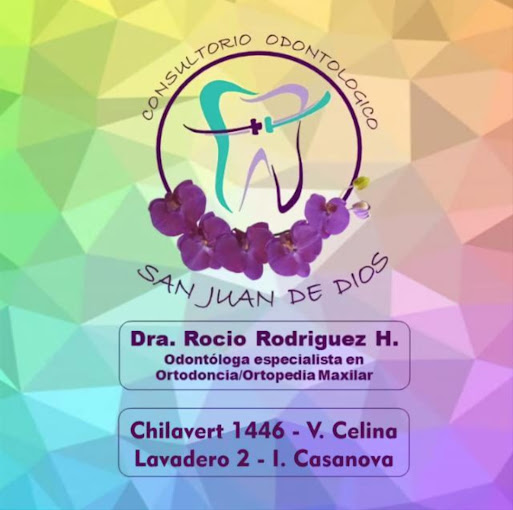 CONSULTORIO ODONTOLOGICO
SAN JUAN DE DIOS
Dra. Rocio Rodriguez H.
Odontóloga especialista en
Ortodoncia/Ortopedia Maxilar
Chilavert 1446 - V. Celina
Lavadero 2 - I. Casanova